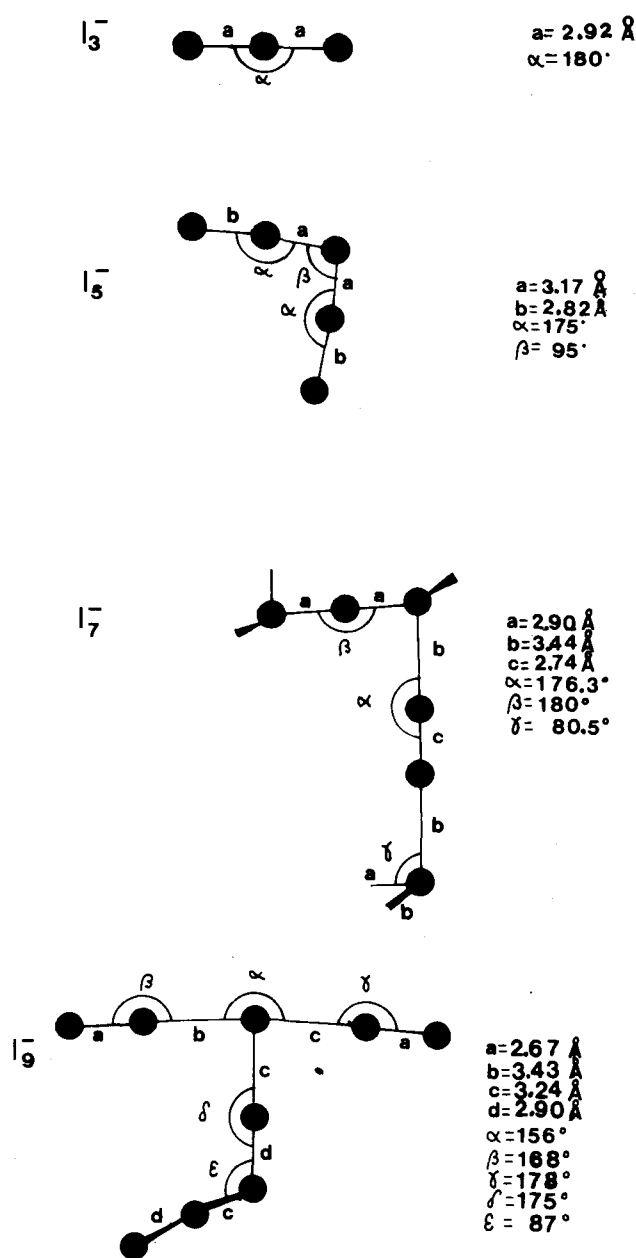 I₃⁻
a a
α
a=2.92 Å
α=180°
I₅⁻
b a
α β a
α
b
a=3.17 Å
b=2.82 Å
α=175°
β= 95°
I₇⁻
a a
β
b
α
c
b
γ
a
b
a=2.90 Å
b=3.44 Å
c=2.74 Å
α=176.3°
β=180°
γ= 80.5°
I₉⁻
β α γ
a b c a
c
δ
d
ε
c
d
a=2.67 Å
b=3.43 Å
c=3.24 Å
d=2.90 Å
α=156°
β=168°
γ=178°
δ=175°
ε= 87°